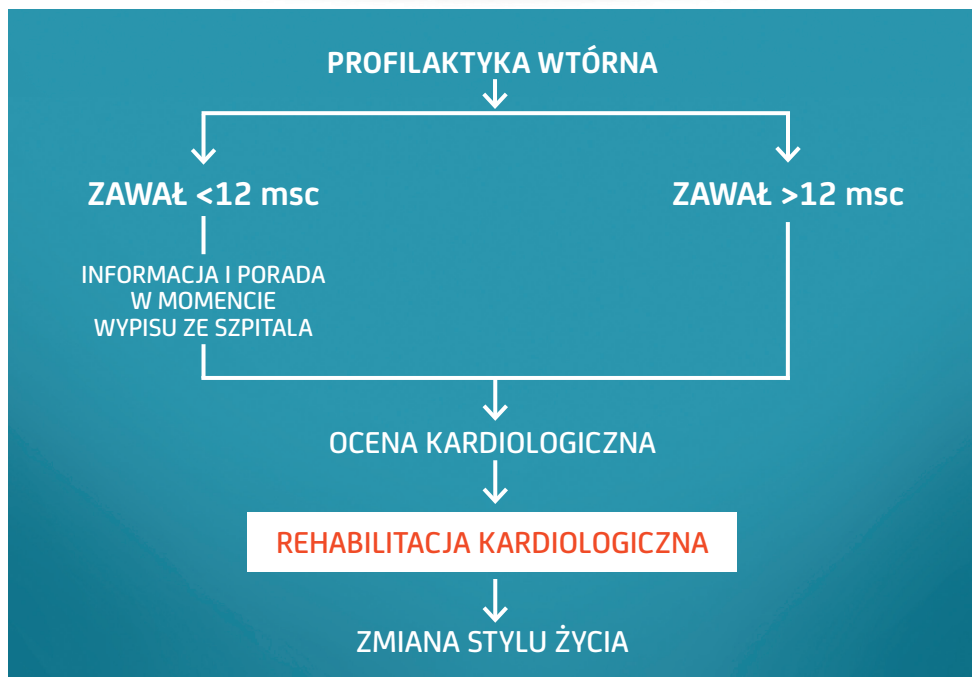 PROFILAKTYKA WTÓRNA
ZAWAŁ <12 msc
ZAWAŁ >12 msc
INFORMACJA I PORADA
W MOMENCIE
WYPISU ZE SZPITALA
OCENA KARDIOLOGICZNA
REHABILITACJA KARDIOLOGICZNA
ZMIANA STYLU ŻYCIA